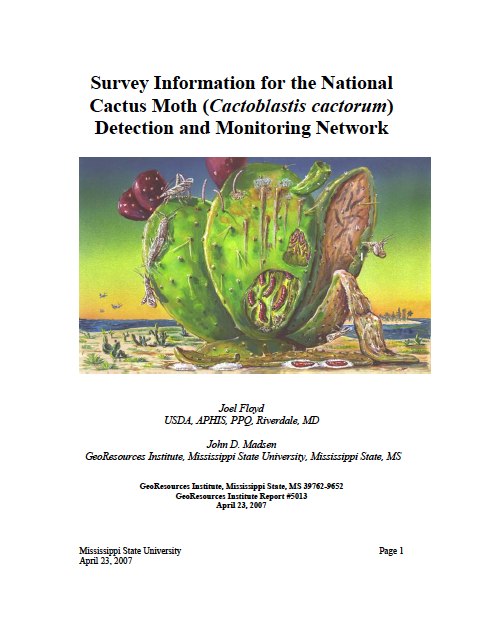 Survey Information for the National
Cactus Moth (Cactoblastis cactorum)
Detection and Monitoring Network
Joel Floyd
USDA, APHIS, PPQ, Riverdale, MD
John D. Madsen
GeoResources Institute, Mississippi State University, Mississippi State, MS
GeoResources Institute, Mississippi State, MS 39762-9652
GeoResources Institute Report #5013
April 23, 2007
Mississippi State University Page 1
April 23, 2007